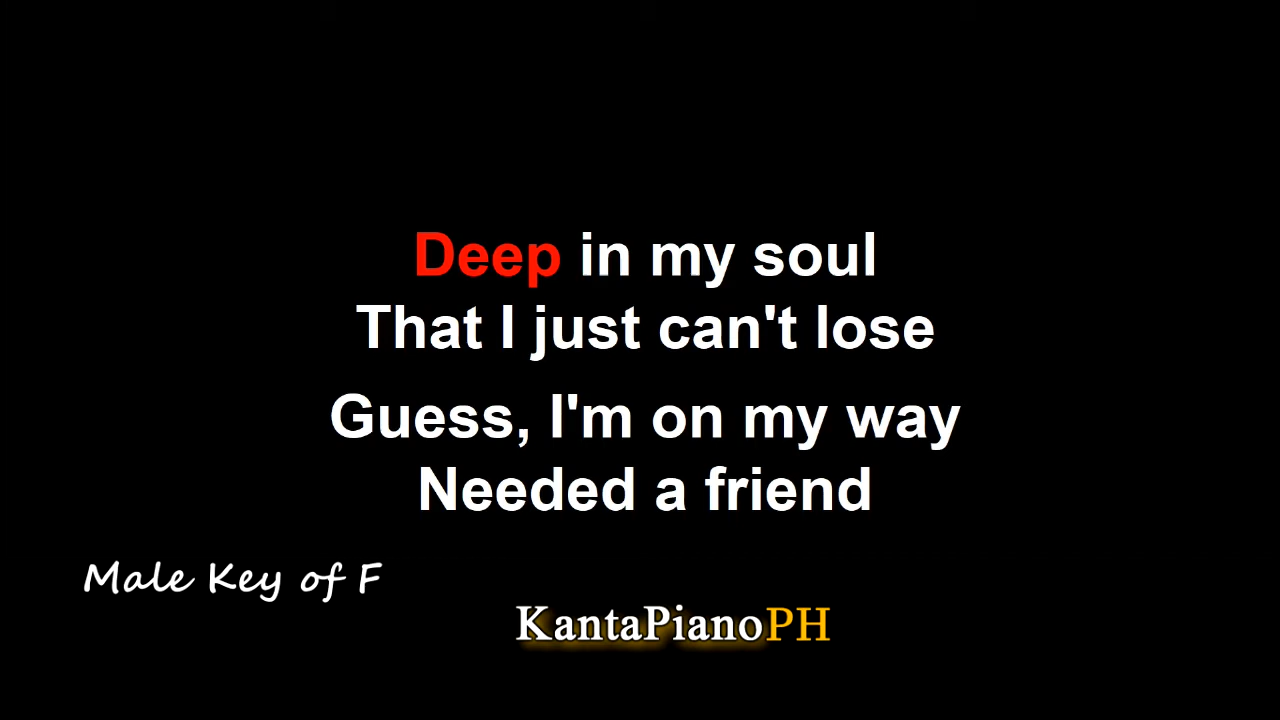 Deep in my soul
That I just can't lose
Guess, I'm on my way
Needed a friend
Male Key of F
KantaPianoPH